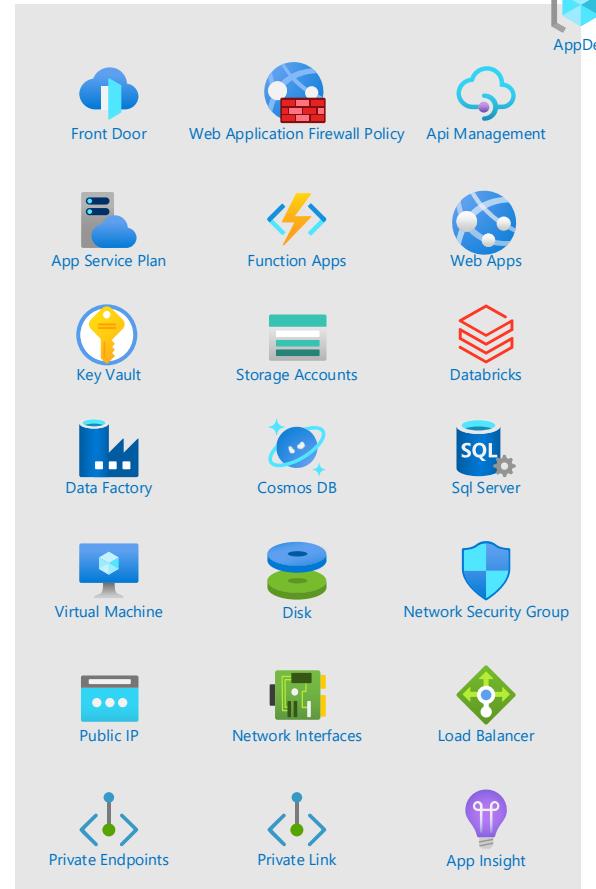 AppDe
Front Door
Web Application Firewall Policy
Api Management
App Service Plan
Function Apps
Web Apps
Key Vault
Storage Accounts
Databricks
Data Factory
Cosmos DB
SQL
Sql Server
Virtual Machine
Disk
Network Security Group
Public IP
Network Interfaces
Load Balancer
Private Endpoints
Private Link
App Insight